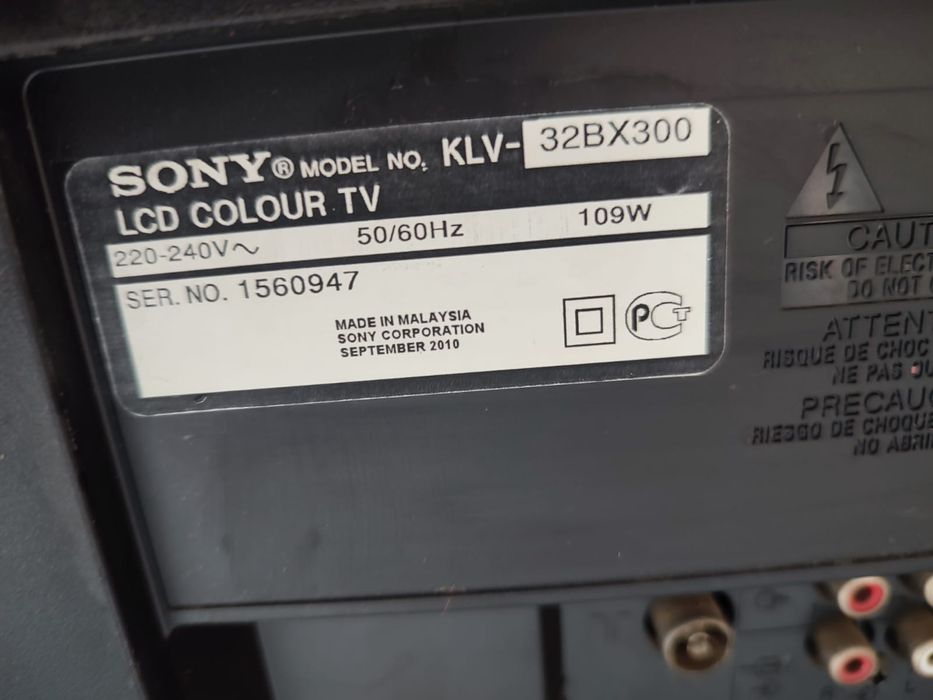 SONY® MODEL NO. KLV-32BX300
LCD COLOUR TV
220-240V~ 50/60Hz 109W
SER. NO. 1560947
MADE IN MALAYSIA
SONY CORPORATION
SEPTEMBER 2010
PCT
CAUT
RISK OF ELECT
DO NOT
ATTENT
RISQUE DE CHOC
NE PAS
PRECAUC
RIESGO DE CHOQUE
NO ABRI